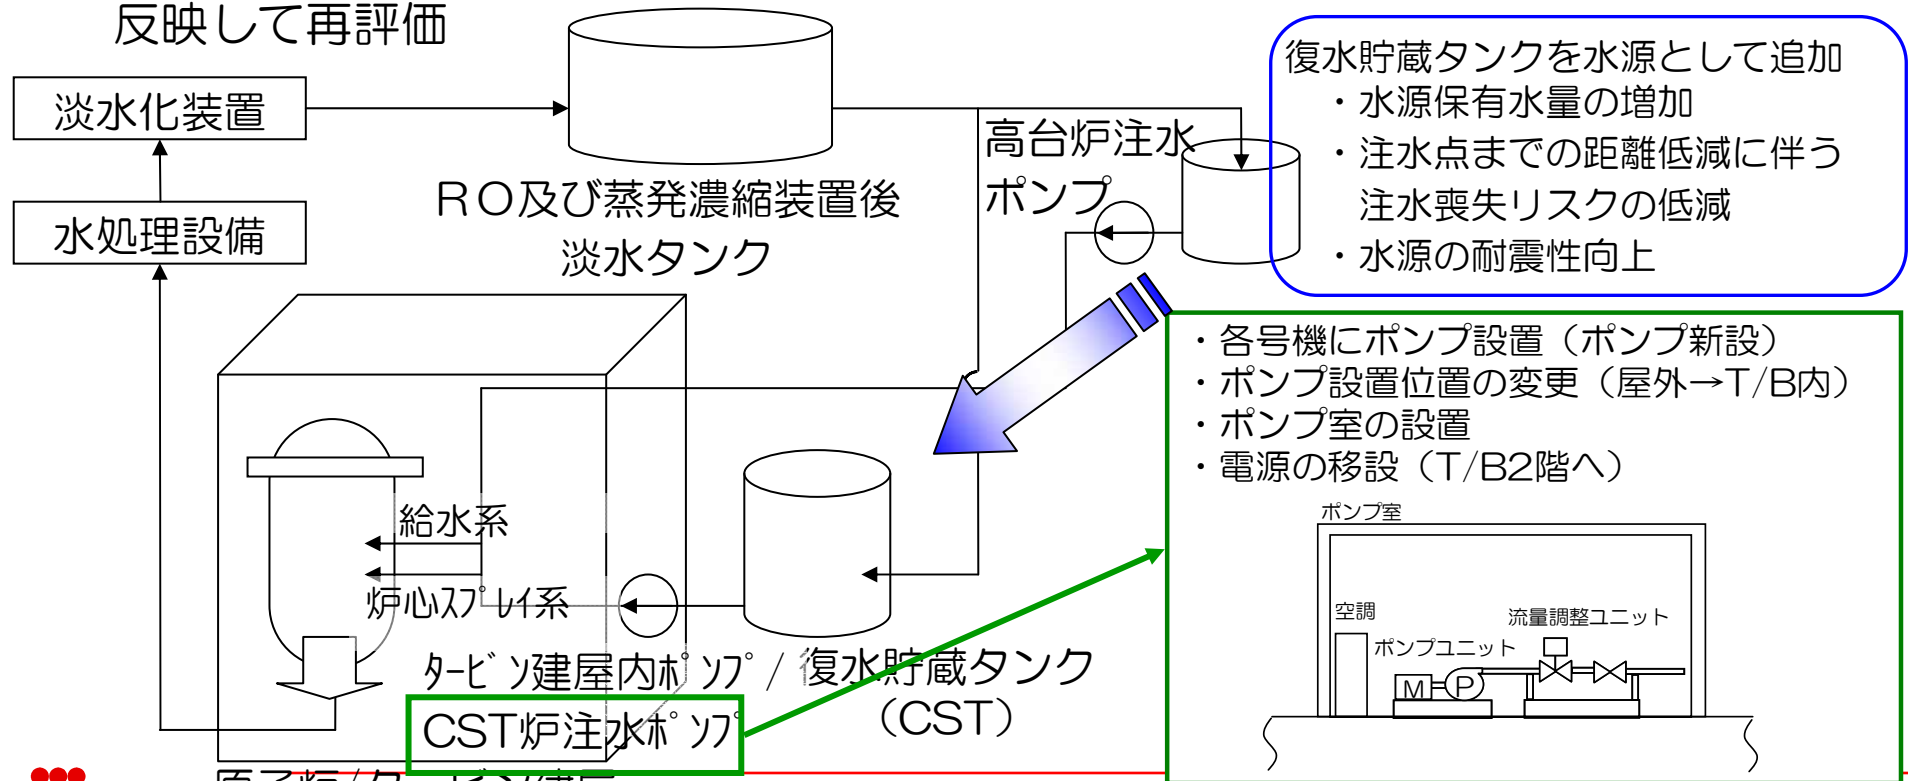 反映して再評価
淡水化装置
水処理設備
RO及び蒸発濃縮装置後
淡水タンク
高台炉注水
ポンプ
復水貯蔵タンクを水源として追加
・水源保有水量の増加
・注水点までの距離低減に伴う
注水喪失リスクの低減
・水源の耐震性向上
・各号機にポンプ設置（ポンプ新設）
・ポンプ設置位置の変更（屋外→T/B内）
・ポンプ室の設置
・電源の移設（T/B2階へ）
ポンプ室
空調
ポンプユニット
流量調整ユニット
M
P
給水系
炉心ｽﾌﾟﾚｲ系
ﾀｰﾋﾞﾝ建屋内ﾎﾟﾝﾌﾟ/
CST炉注水ﾎﾟﾝﾌﾟ
復水貯蔵タンク
（CST）
原子炉/タービン建屋